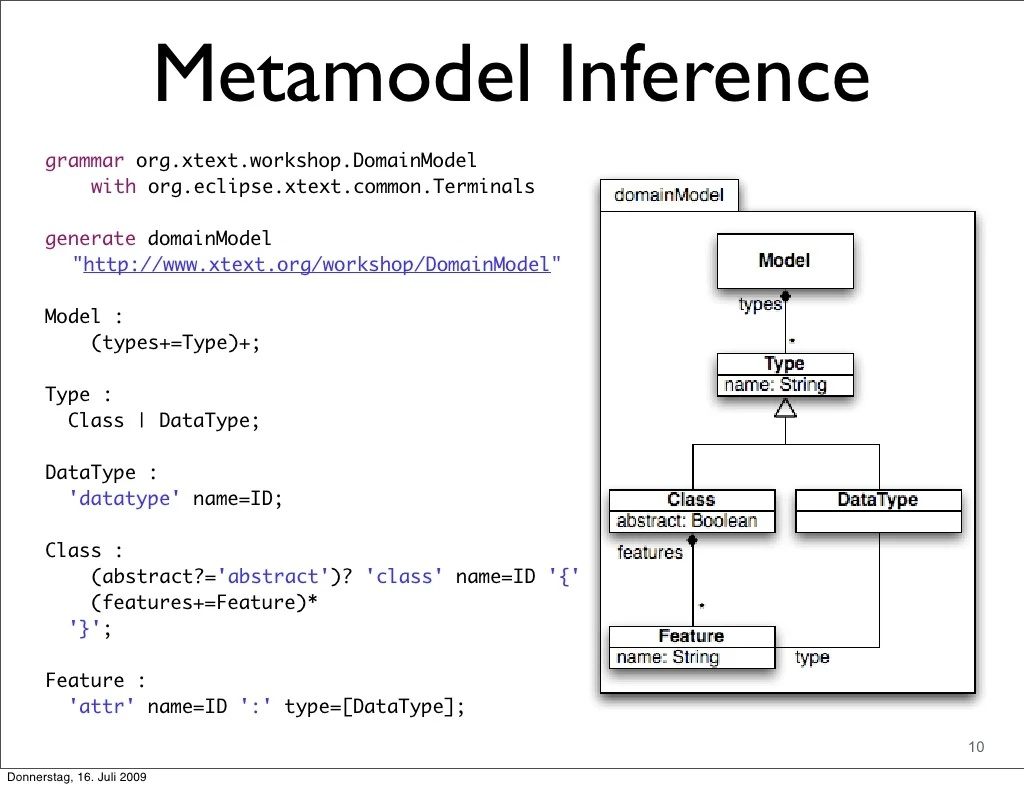 Metamodel Inference
grammar org.xtext.workshop.DomainModel
with org.eclipse.xtext.common.Terminals
generate domainModel
"http://www.xtext.org/workshop/DomainModel"
Model :
(types+=Type)+;
Type :
Class | DataType;
DataType :
'datatype' name=ID;
Class :
(abstract?='abstract')? 'class' name=ID '{'
(features+=Feature)*
'}';
Feature :
'attr' name=ID ':' type=[DataType];
domainModel
Model
types
*
Type
name: String
Class
abstract: Boolean
DataType
features
*
Feature
name: String
type
10
Donnerstag, 16. Juli 2009